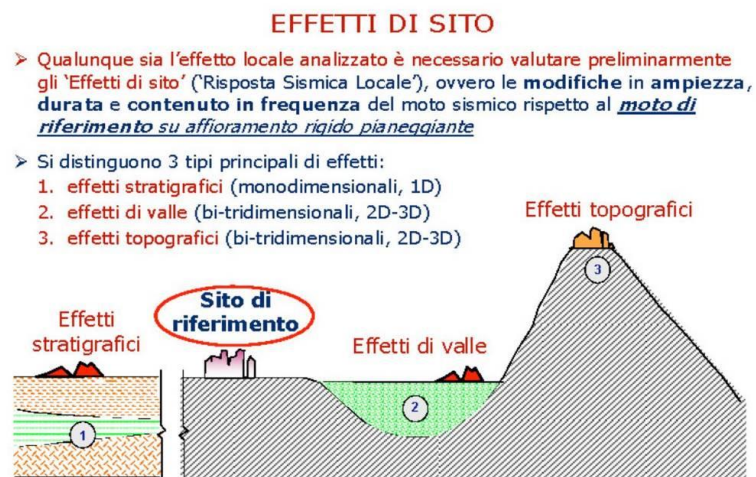 EFFETTI DI SITO
➢ Qualunque sia l'effetto locale analizzato è necessario valutare preliminarmente
gli 'Effetti di sito' ('Risposta Sismica Locale'), ovvero le modifiche in ampiezza,
durata e contenuto in frequenza del moto sismico rispetto al moto di
riferimento su affioramento rigido pianeggiante
➢ Si distinguono 3 tipi principali di effetti:
1. effetti stratigrafici (monodimensionali, 1D)
2. effetti di valle (bi-tridimensionali, 2D-3D)
3. effetti topografici (bi-tridimensionali, 2D-3D)
Effetti topografici
3
Sito di
riferimento
Effetti
stratigrafici
Effetti di valle
1
2